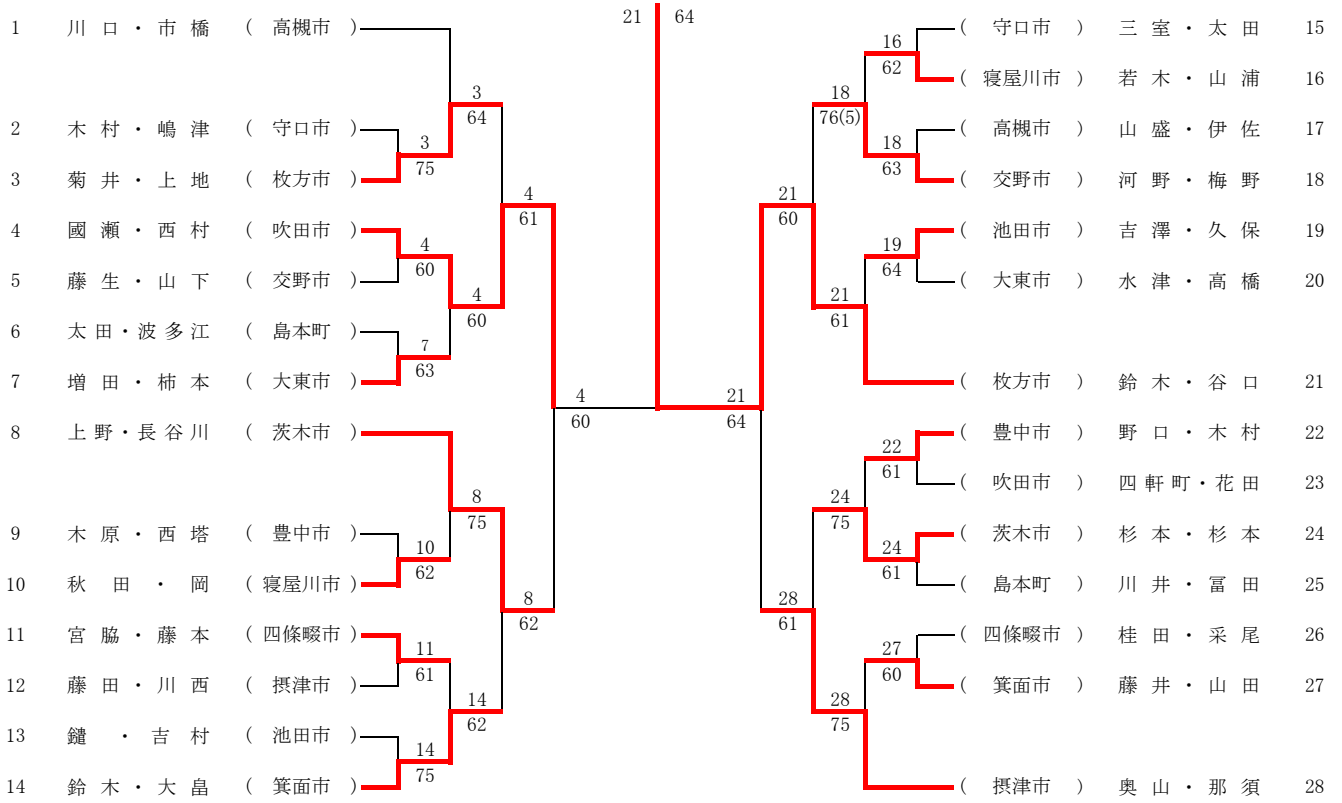 21 64
1 川口・市橋 ( 高槻市 )
2 木村・嶋津 ( 守口市 )
3 菊井・上地 ( 枚方市 )
4 國瀬・西村 ( 吹田市 )
5 藤生・山下 ( 交野市 )
6 太田・波多江 ( 島本町 )
7 増田・柿本 ( 大東市 )
8 上野・長谷川 ( 茨木市 )
9 木原・西塔 ( 豊中市 )
10 秋田・岡 ( 寝屋川市 )
11 宮脇・藤本 ( 四條畷市 )
12 藤田・川西 ( 摂津市 )
13 鑓・吉村 ( 池田市 )
14 鈴木・大畠 ( 箕面市 )
3
75
4
60
7
63
10
62
11
61
14
75
3
64
4
60
8
75
14
62
4
61
8
62
4
60
21
64
21
60
28
61
18
76(5)
21
61
24
75
28
75
16
62
18
63
19
64
22
61
24
61
27
60
( 守口市 ) 三室・太田 15
( 寝屋川市 ) 若木・山浦 16
( 高槻市 ) 山盛・伊佐 17
( 交野市 ) 河野・梅野 18
( 池田市 ) 吉澤・久保 19
( 大東市 ) 水津・高橋 20
( 枚方市 ) 鈴木・谷口 21
( 豊中市 ) 野口・木村 22
( 吹田市 ) 四軒町・花田 23
( 茨木市 ) 杉本・杉本 24
( 島本町 ) 川井・冨田 25
( 四條畷市 ) 桂田・采尾 26
( 箕面市 ) 藤井・山田 27
( 摂津市 ) 奥山・那須 28